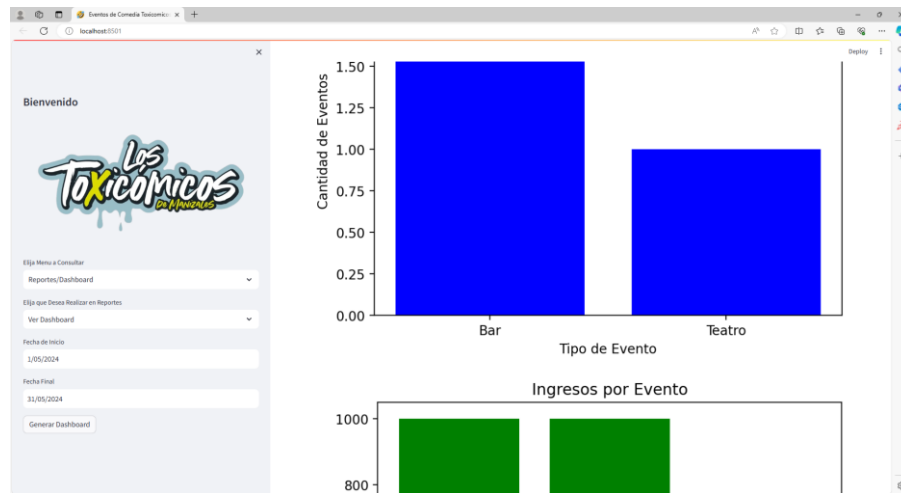 Eventos de Comedia Toxicomicos
localhost:8501
Deploy
Bienvenido
Los
Toxicómicos
De Manizales
Elija Menu a Consultar
Reportes/Dashboard
Elija que Desea Realizar en Reportes
Ver Dashboard
Fecha de Inicio
1/05/2024
Fecha Final
31/05/2024
Generar Dashboard
Cantidad de Eventos
1.50
1.25
1.00
0.75
0.50
0.25
0.00
Bar
Teatro
Tipo de Evento
Ingresos por Evento
1000
800